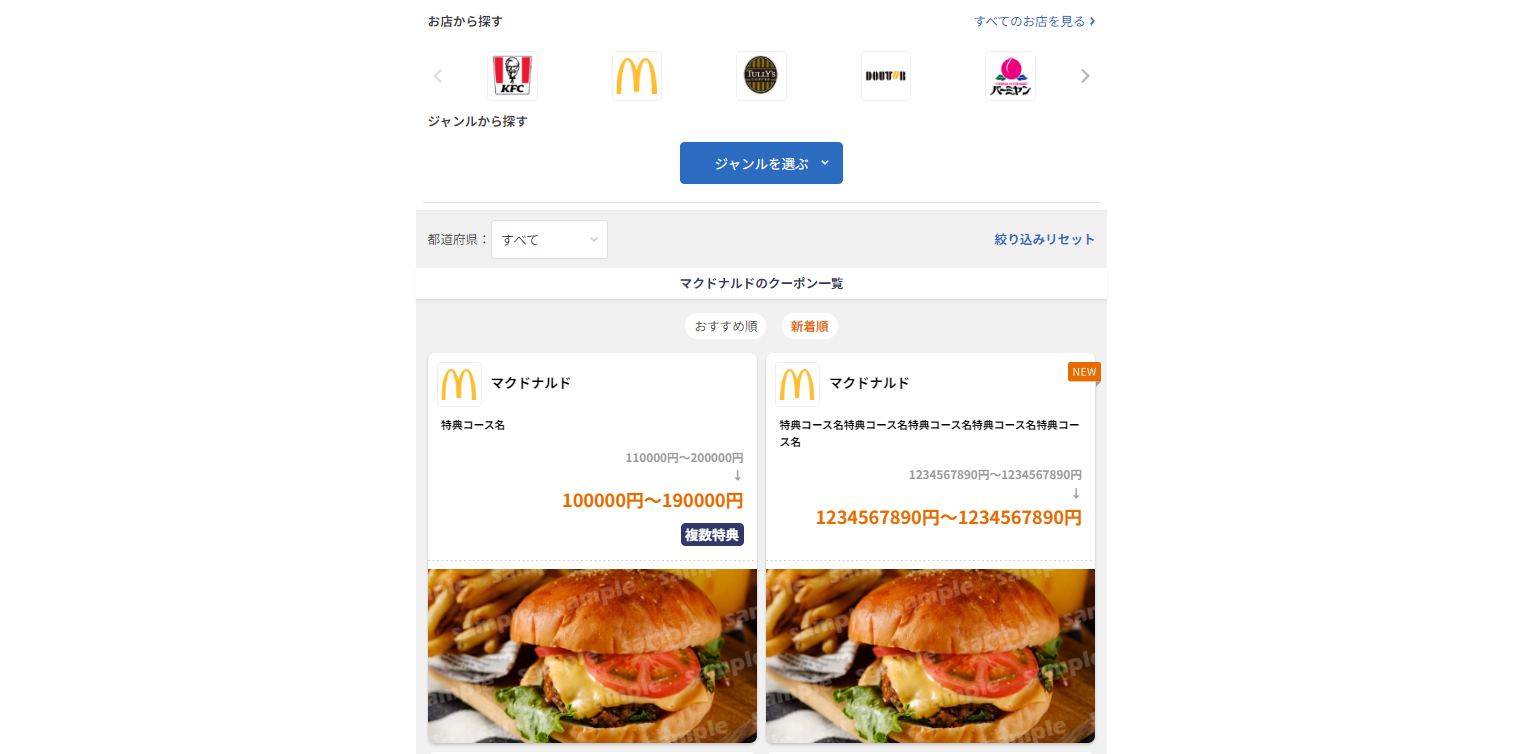 お店から探す
すべてのお店を見る
KFC
TULLY'S
COFFEE
DOUTOR
バーミヤン
ジャンルから探す
ジャンルを選ぶ
都道府県：
すべて
絞り込みリセット
マクドナルドのクーポン一覧
おすすめ順
新着順
マクドナルド
特典コース名
110000円～200000円
↓
100000円～190000円
複数特典
マクドナルド
NEW
特典コース名特典コース名特典コース名特典コース名特典コー
ス名
1234567890円～1234567890円
↓
1234567890円～1234567890円
sample
sample
sample
sample
sample
sample